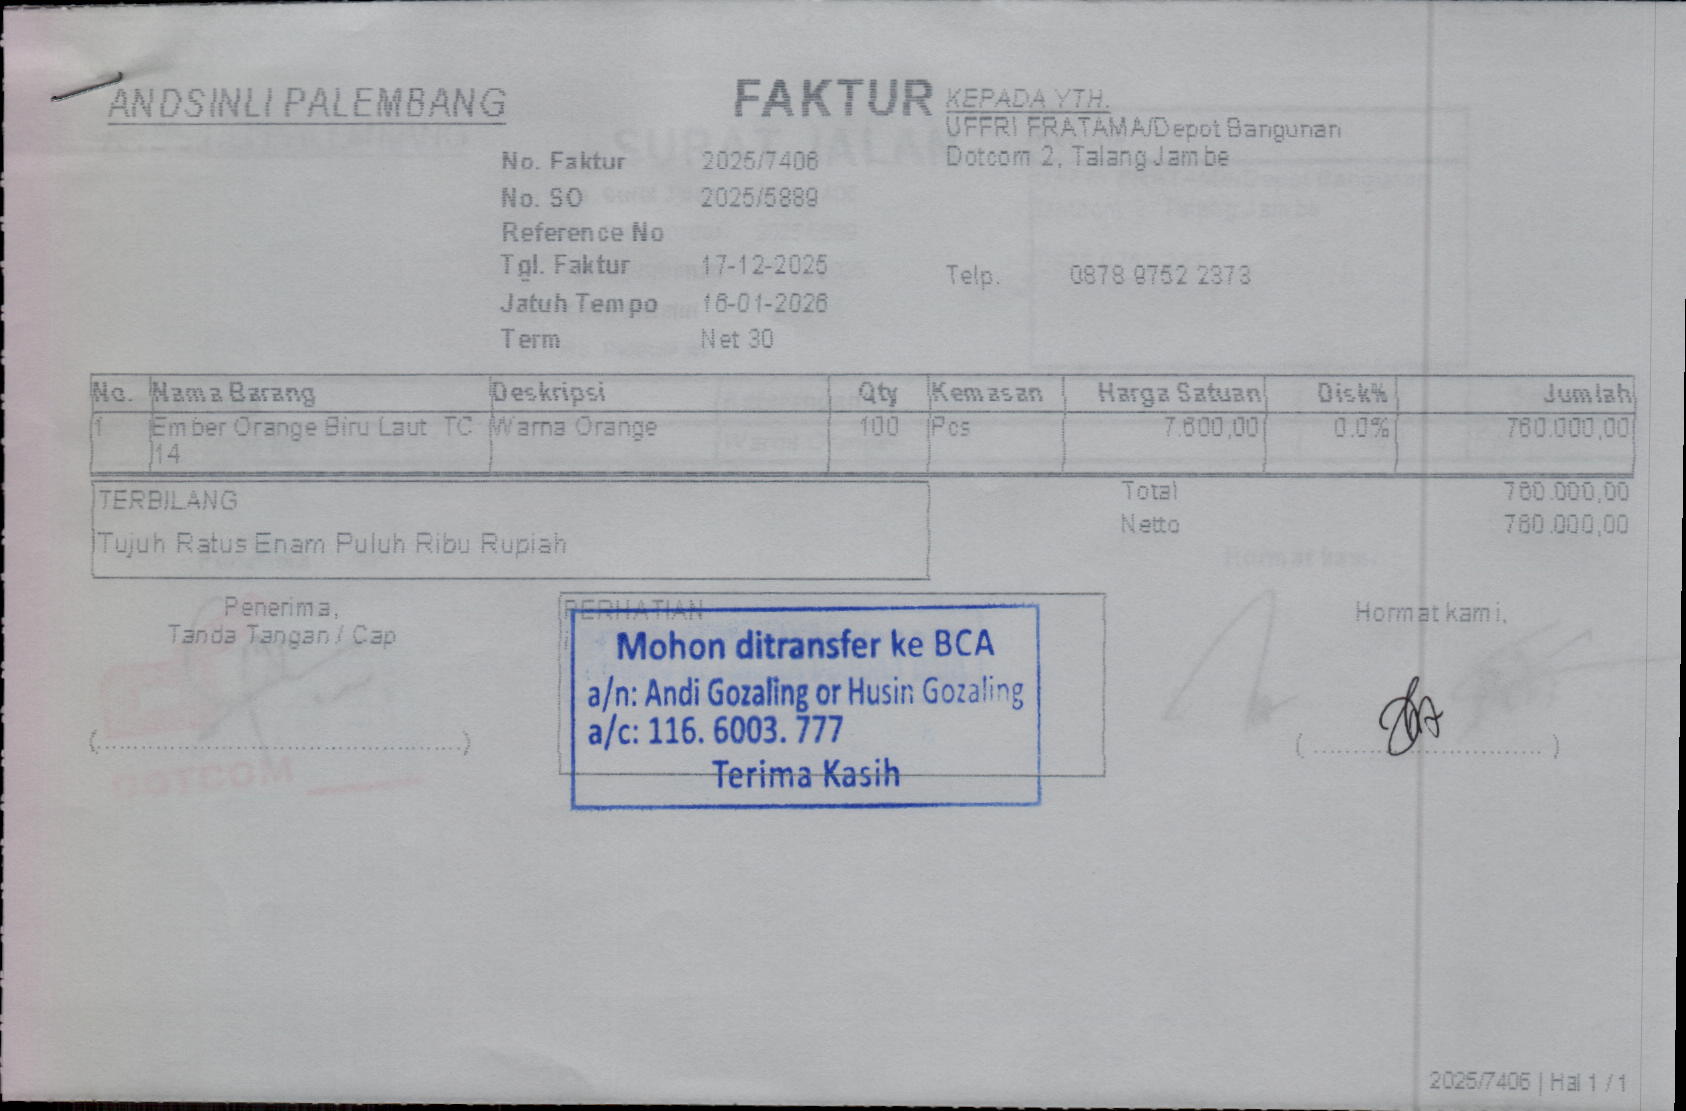 ANDSINLI PALEMBANG
FAKTUR
KEPADA YTH.
UFFRI FRATAMA/Depot Bangunan
Dotcom 2, Talang Jambe
No. Faktur 2025/7406
No. SO 2025/5889
Reference No
Tgl. Faktur 17-12-2025
Telp. 0878 9752 2373
Jatuh Tempo 16-01-2026
Term Net 30
No. Nama Barang Deskripsi Qty Kemasan Harga Satuan Disk% Jumlah
1 Ember Orange Biru Laut TC Warna Orange 100 Pcs 7.600,00 0.0% 760.000,00
14
TERBILANG
Tujuh Ratus Enam Puluh Ribu Rupiah
Total 760.000,00
Netto 760.000,00
Penerima,
Tanda Tangan / Cap
PERHATIAN
Mohon ditransfer ke BCA
a/n: Andi Gozaling or Husin Gozaling
a/c: 116. 6003. 777
Terima Kasih
Hormat kami,
DOTCOM
2025/7406 | Hal 1 / 1